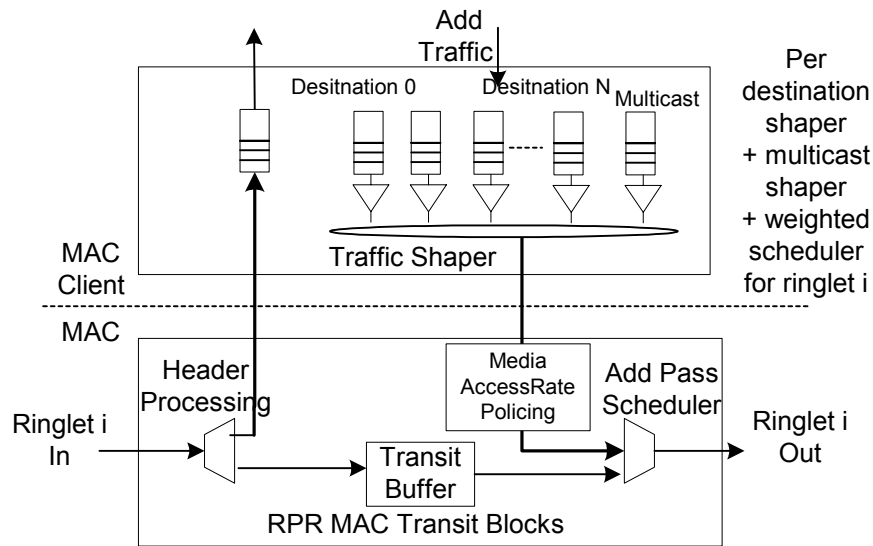 Add
Traffic
Desitnation 0
Desitnation N
Multicast
Per
destination
shaper
+ multicast
shaper
+ weighted
scheduler
for ringlet i
Traffic Shaper
MAC
Client
MAC
Header
Processing
Media
AccessRate
Policing
Add Pass
Scheduler
Ringlet i
In
Transit
Buffer
Ringlet i
Out
RPR MAC Transit Blocks